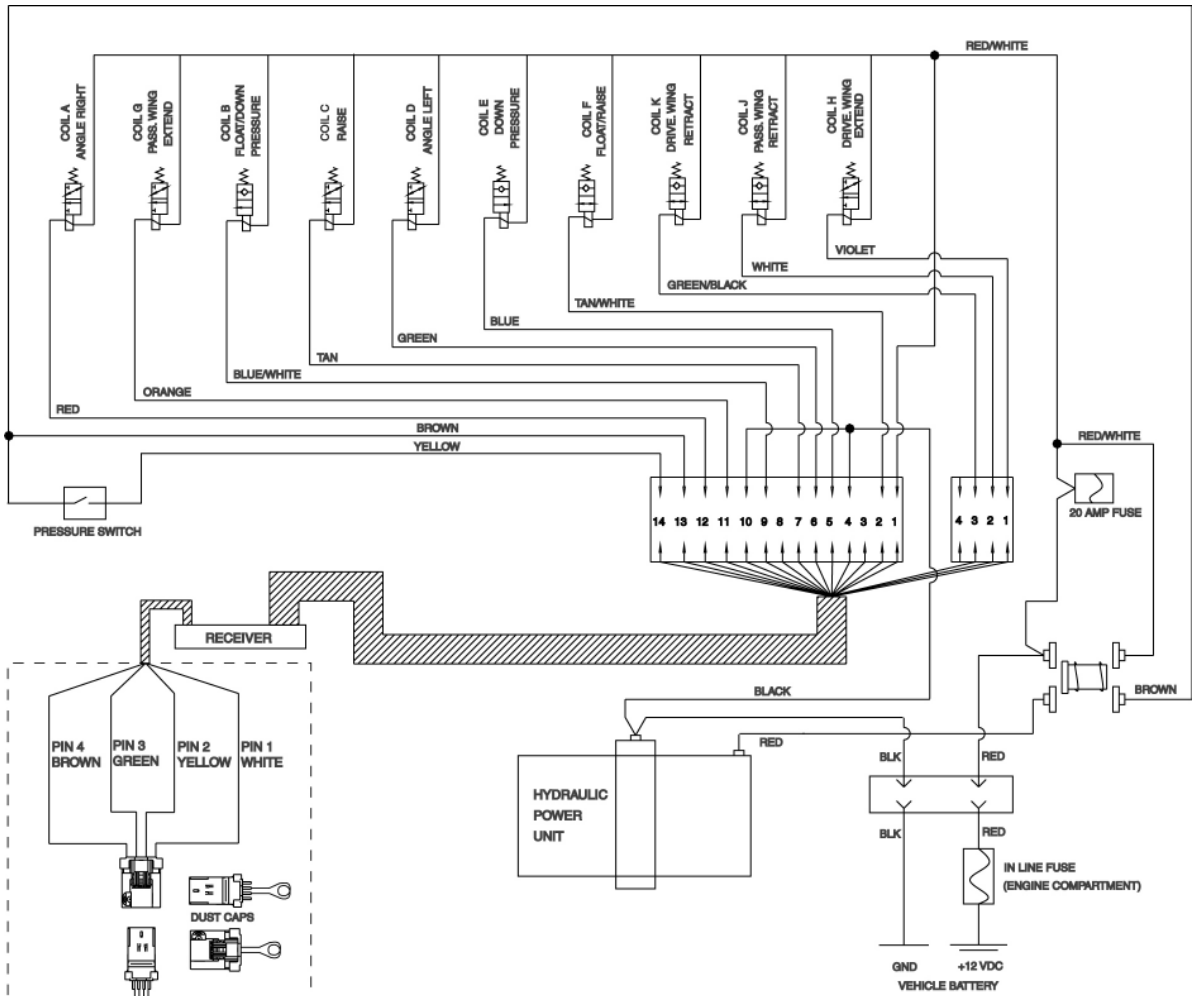 RED/WHITE
COIL A
ANGLE RIGHT
COIL G
PASS. WING
EXTEND
COIL B
FLOAT/DOWN
PRESSURE
COIL C
RAISE
COIL D
ANGLE LEFT
COIL E
DOWN
PRESSURE
COIL F
FLOAT/RAISE
COIL K
DRIVE. WING
RETRACT
COIL J
PASS. WING
RETRACT
COIL H
DRIVE. WING
EXTEND
VIOLET
WHITE
GREEN/BLACK
TAN/WHITE
BLUE
GREEN
TAN
BLUE/WHITE
ORANGE
RED
BROWN
YELLOW
RED/WHITE
20 AMP FUSE
PRESSURE SWITCH
14 13 12 11 10 9 8 7 6 5 4 3 2 1
4 3 2 1
RECEIVER
BLACK
BROWN
RED
PIN 4
BROWN
PIN 3
GREEN
PIN 2
YELLOW
PIN 1
WHITE
HYDRAULIC
POWER
UNIT
BLK
RED
BLK
RED
IN LINE FUSE
(ENGINE COMPARTMENT)
DUST CAPS
GND
+12 VDC
VEHICLE BATTERY